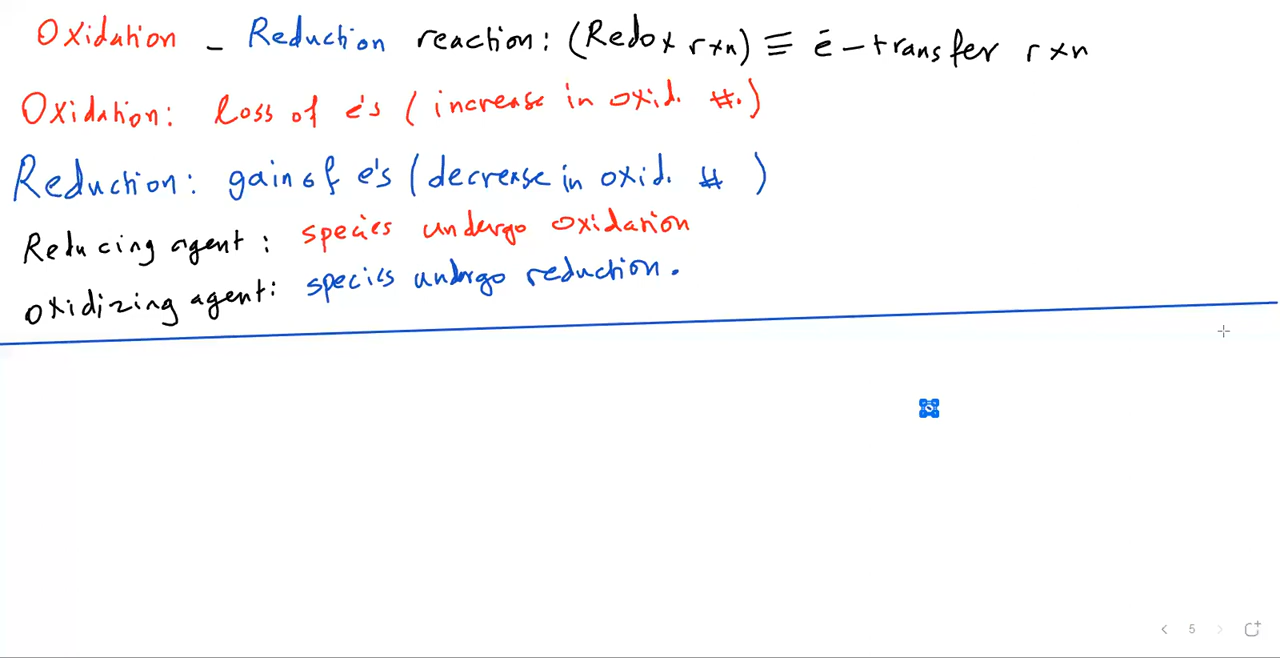 Oxidation - Reduction reaction: (Redox rxn) ≡ ē - transfer rxn
Oxidation: loss of e's (increase in oxid. #.)
Reduction: gain of e's (decrease in oxid. #)
Reducing agent: species undergo oxidation
oxidizing agent: species undergo reduction.
5